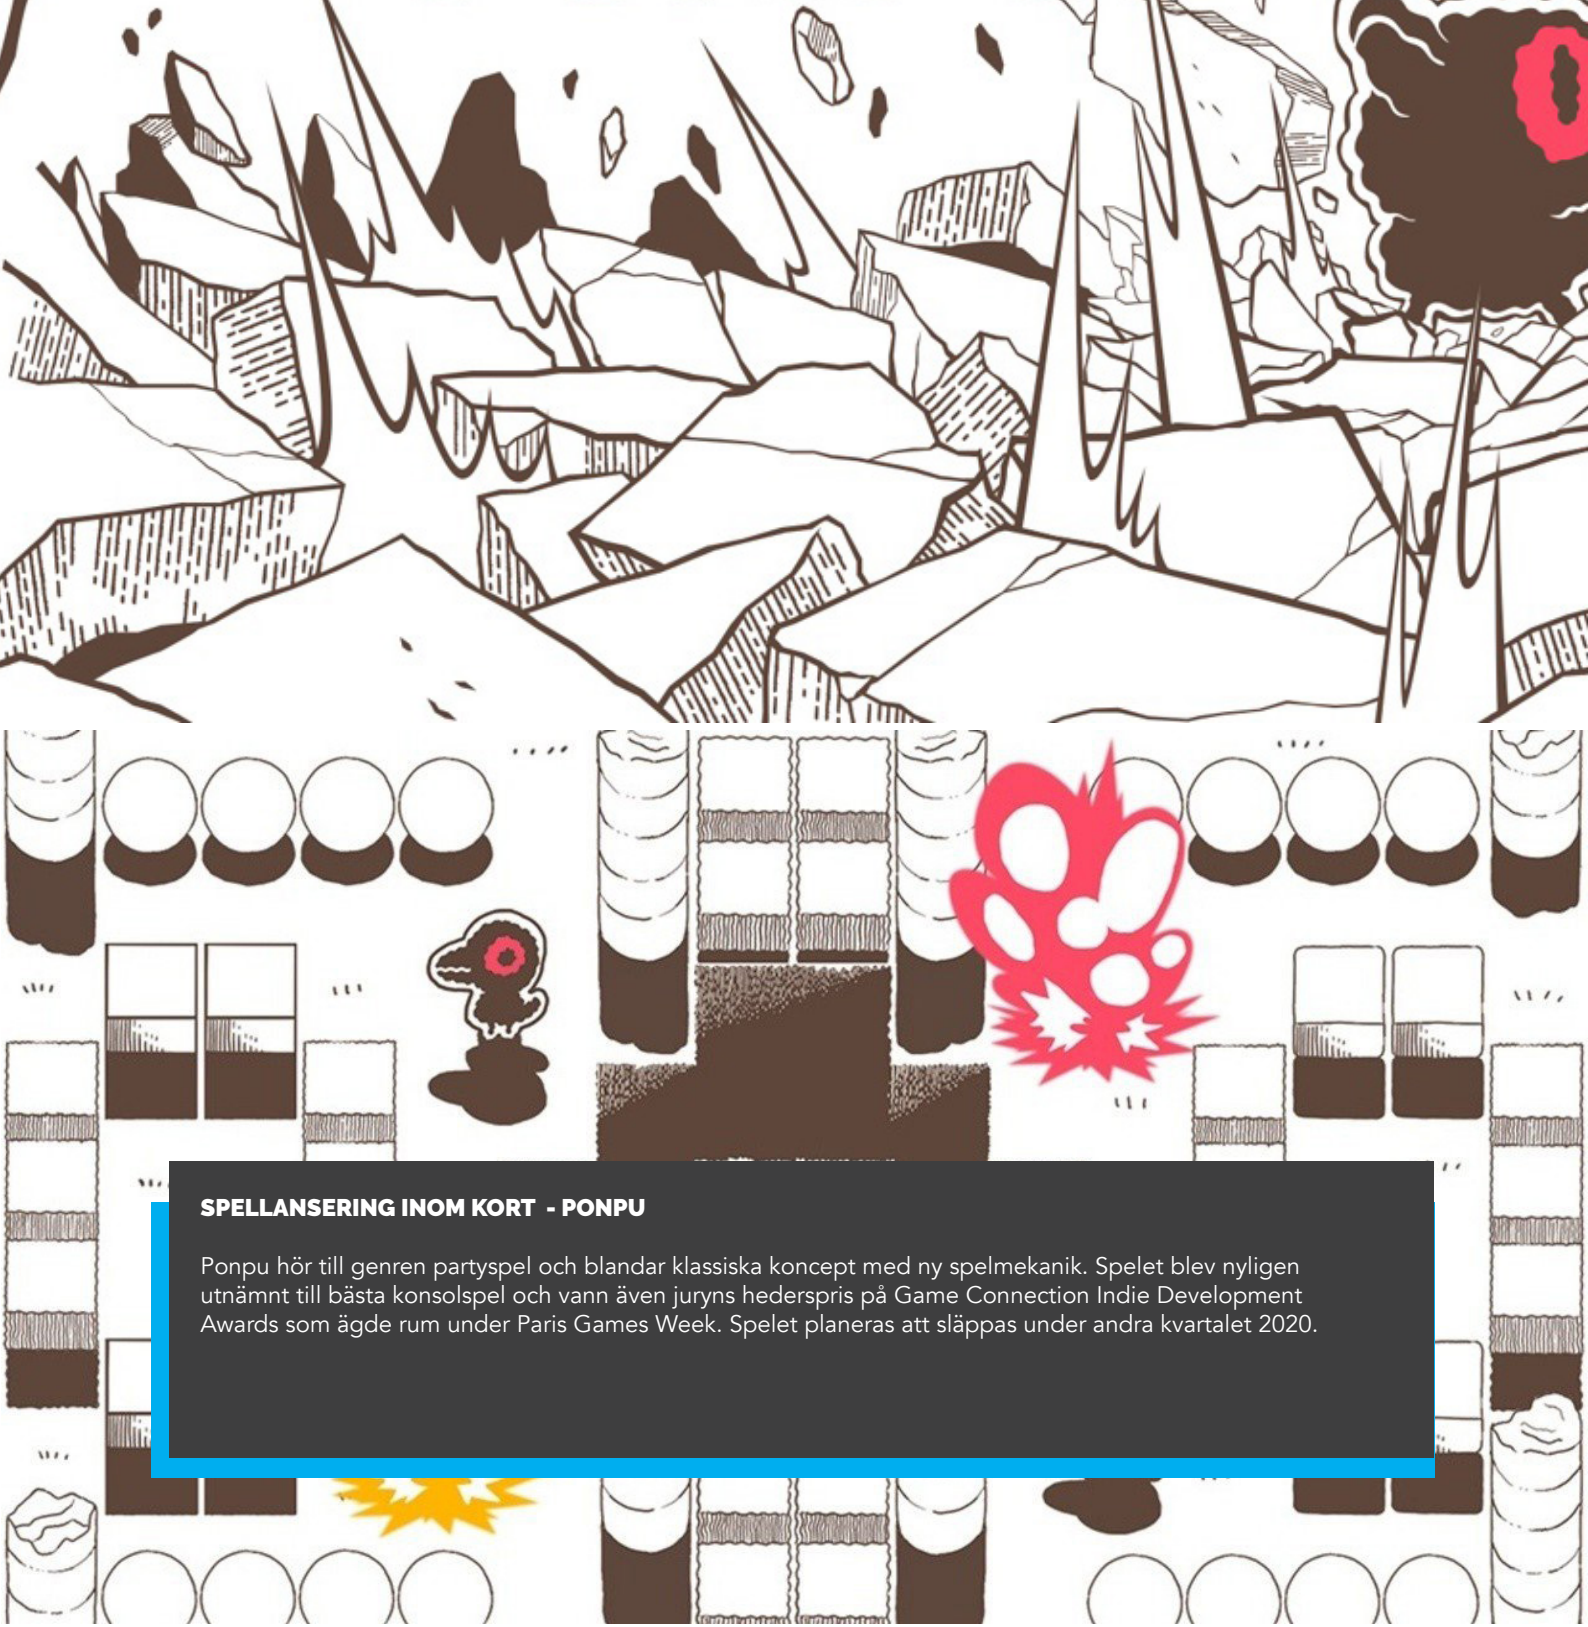 SPELLANSERING INOM KORT - PONPU
Ponpu hör till genren partyspel och blandar klassiska koncept med ny spelmekanik. Spelet blev nyligen
utnämnt till bästa konsolspel och vann även juryns hederspris på Game Connection Indie Development
Awards som ägde rum under Paris Games Week. Spelet planeras att släppas under andra kvartalet 2020.